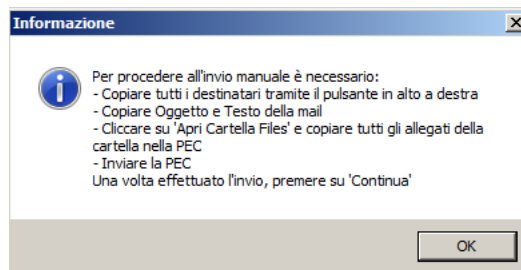 Informazione
Per procedere all'invio manuale è necessario:
- Copiare tutti i destinatari tramite il pulsante in alto a destra
- Copiare Oggetto e Testo della mail
- Cliccare su 'Apri Cartella Files' e copiare tutti gli allegati della
cartella nella PEC
- Inviare la PEC
Una volta effettuato l'invio, premere su 'Continua'
OK